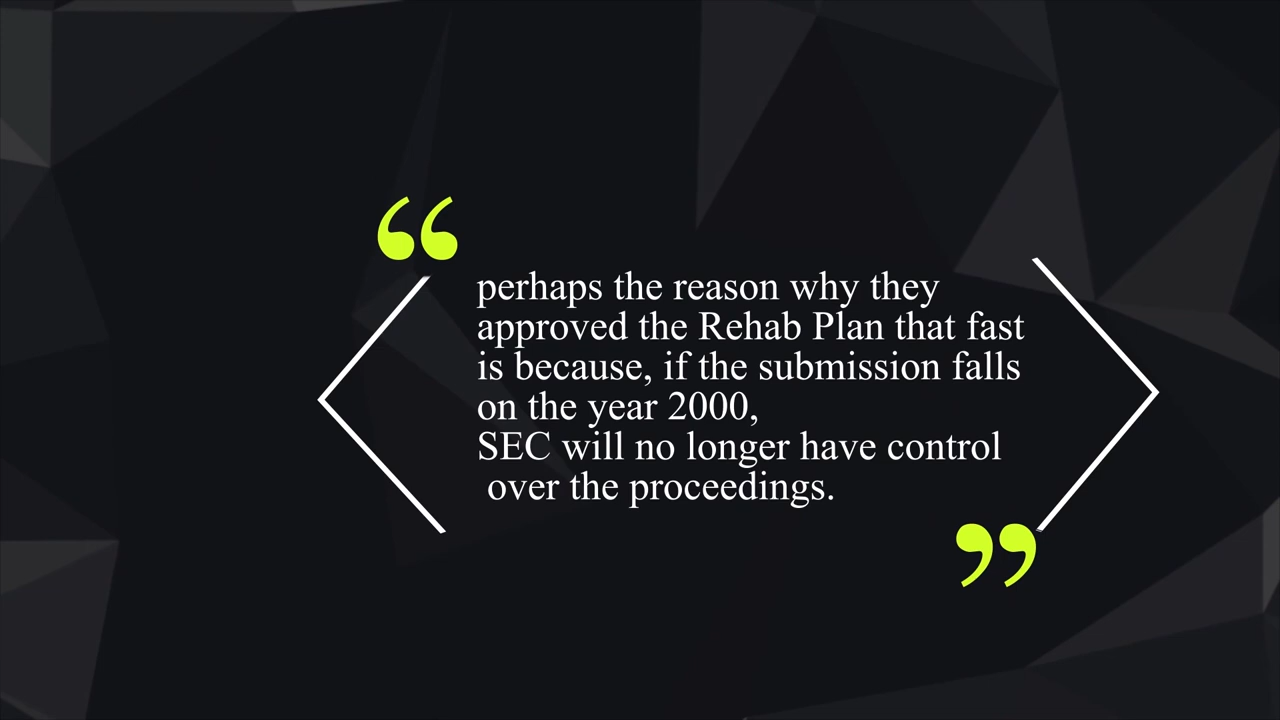 “
perhaps the reason why they
approved the Rehab Plan that fast
is because, if the submission falls
on the year 2000,
SEC will no longer have control
over the proceedings.
”